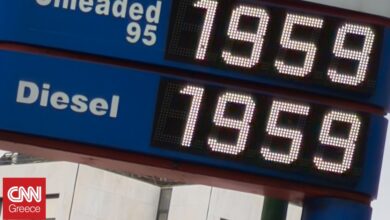 Unleaded
95
1959
Diesel
1959
CNN
Greece